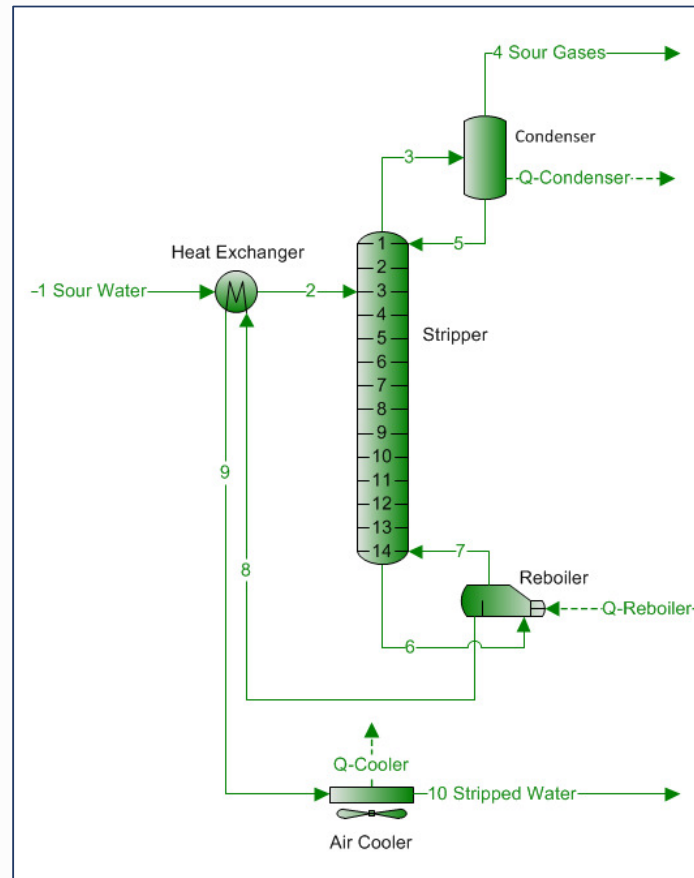 4 Sour Gases
Condenser
3
Q-Condenser
1
5
Heat Exchanger
2
1 Sour Water
2
3
4
Stripper
5
6
7
8
9
10
9
11
12
13
14
7
8
Reboiler
Q-Reboiler
6
Q-Cooler
10 Stripped Water
Air Cooler